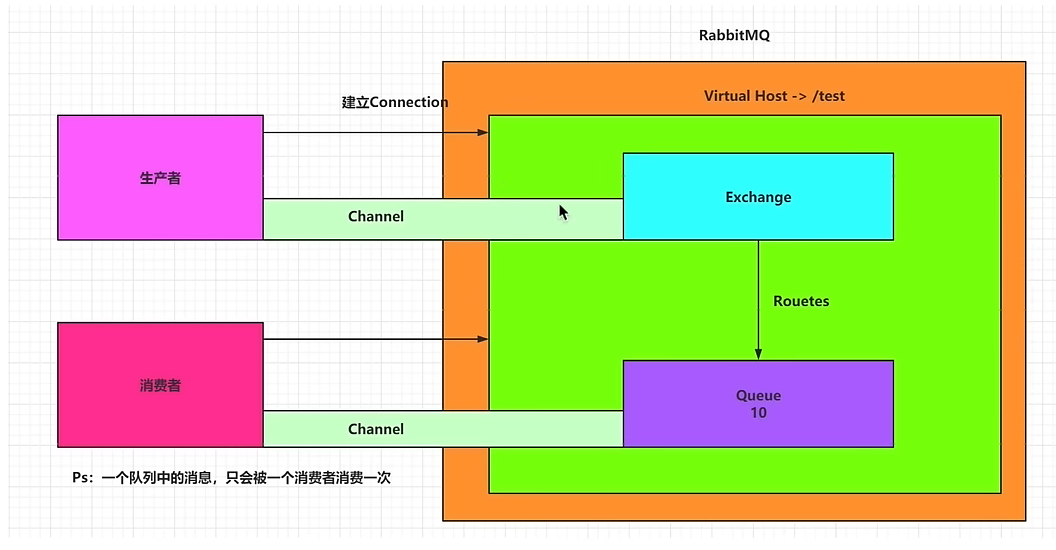 RabbitMQ
Virtual Host -> /test
建立Connection
生产者
Exchange
Channel
Rouetes
消费者
Queue
10
Channel
Ps：一个队列中的消息，只会被一个消费者消费一次